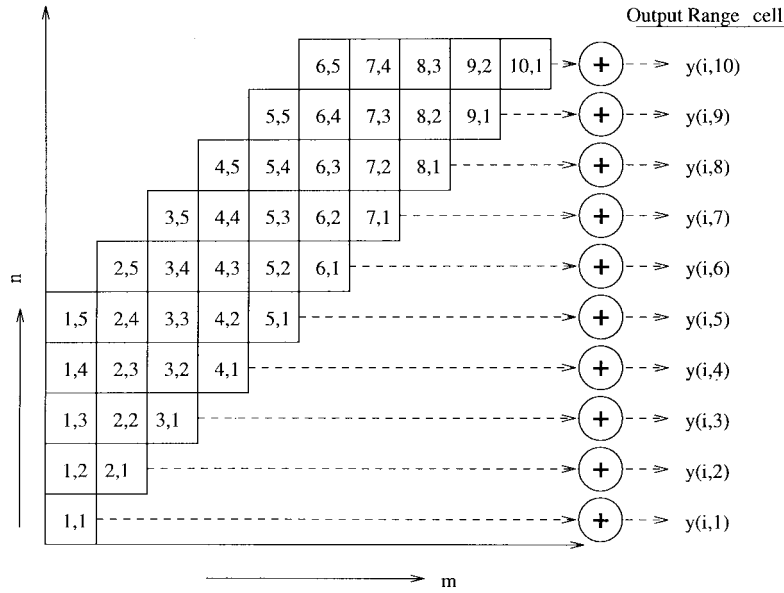 Output Range cell
6,5 7,4 8,3 9,2 10,1 + y(i,10)
5,5 6,4 7,3 8,2 9,1 + y(i,9)
4,5 5,4 6,3 7,2 8,1 + y(i,8)
3,5 4,4 5,3 6,2 7,1 + y(i,7)
2,5 3,4 4,3 5,2 6,1 + y(i,6)
n
1,5 2,4 3,3 4,2 5,1 + y(i,5)
1,4 2,3 3,2 4,1 + y(i,4)
1,3 2,2 3,1 + y(i,3)
1,2 2,1 + y(i,2)
1,1 + y(i,1)
m